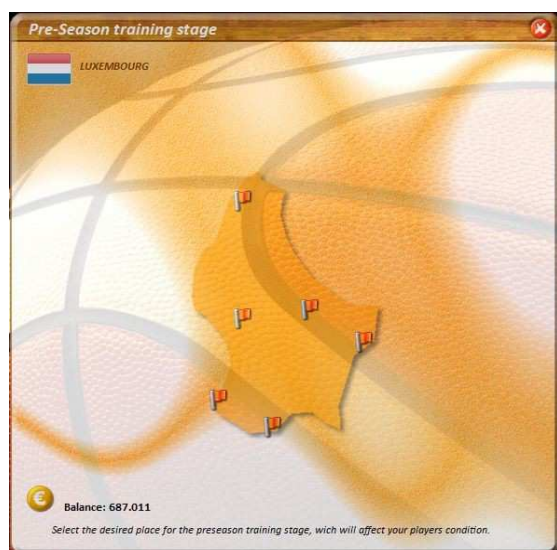 Pre-Season training stage
LUXEMBOURG
€
Balance: 687.011
Select the desired place for the preseason training stage, wich will affect your players condition.